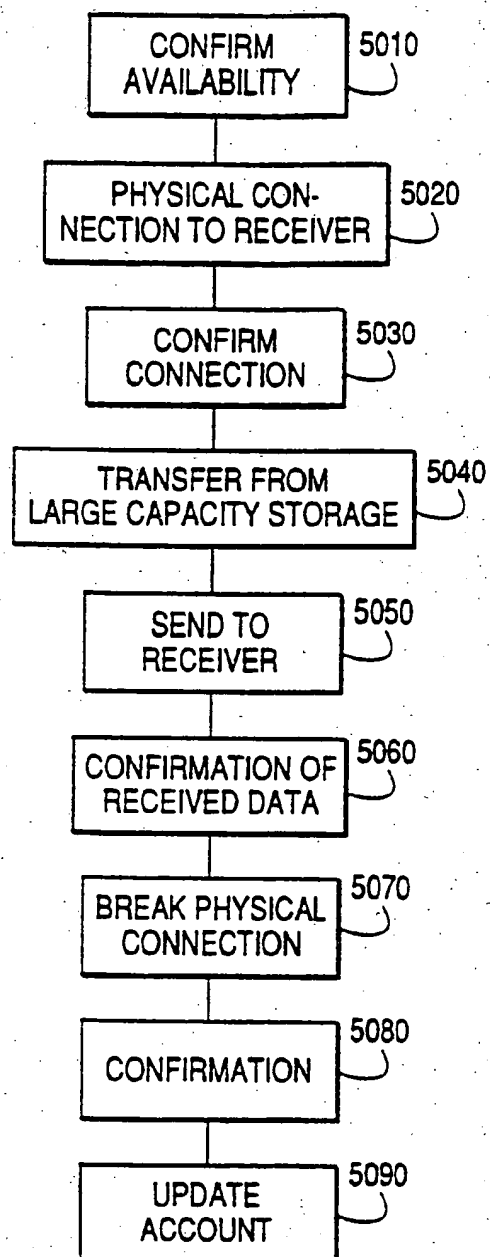 CONFIRM
AVAILABILITY
5010
PHYSICAL CON-
NECTION TO RECEIVER
5020
CONFIRM
CONNECTION
5030
TRANSFER FROM
LARGE CAPACITY STORAGE
5040
SEND TO
RECEIVER
5050
CONFIRMATION OF
RECEIVED DATA
5060
BREAK PHYSICAL
CONNECTION
5070
CONFIRMATION
5080
UPDATE
ACCOUNT
5090